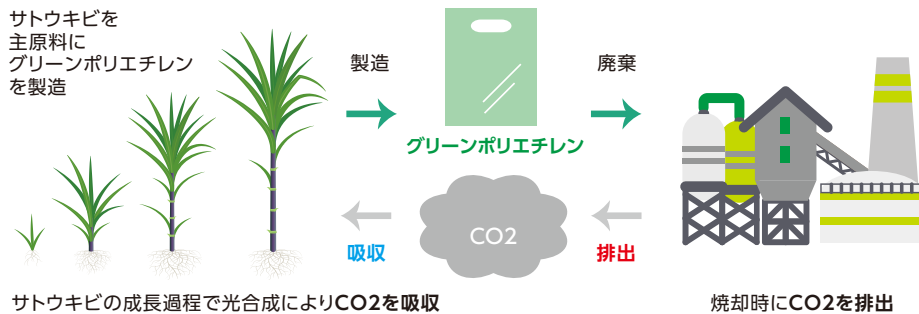 サトウキビを
主原料に
グリーンポリエチレン
を製造
製造
廃棄
グリーンポリエチレン
CO2
吸収
排出
サトウキビの成長過程で光合成によりCO2を吸収
焼却時にCO2を排出